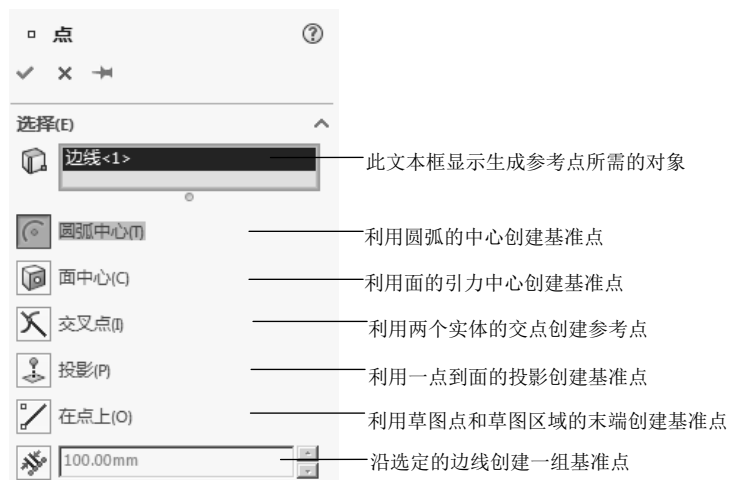 点
选择(E)
边线<1>
此文本框显示生成参考点所需的对象
圆弧中心(T)
利用圆弧的中心创建基准点
面中心(C)
利用面的引力中心创建基准点
交叉点(I)
利用两个实体的交点创建参考点
投影(P)
利用一点到面的投影创建基准点
在点上(O)
利用草图点和草图区域的末端创建基准点
100.00mm
沿选定的边线创建一组基准点